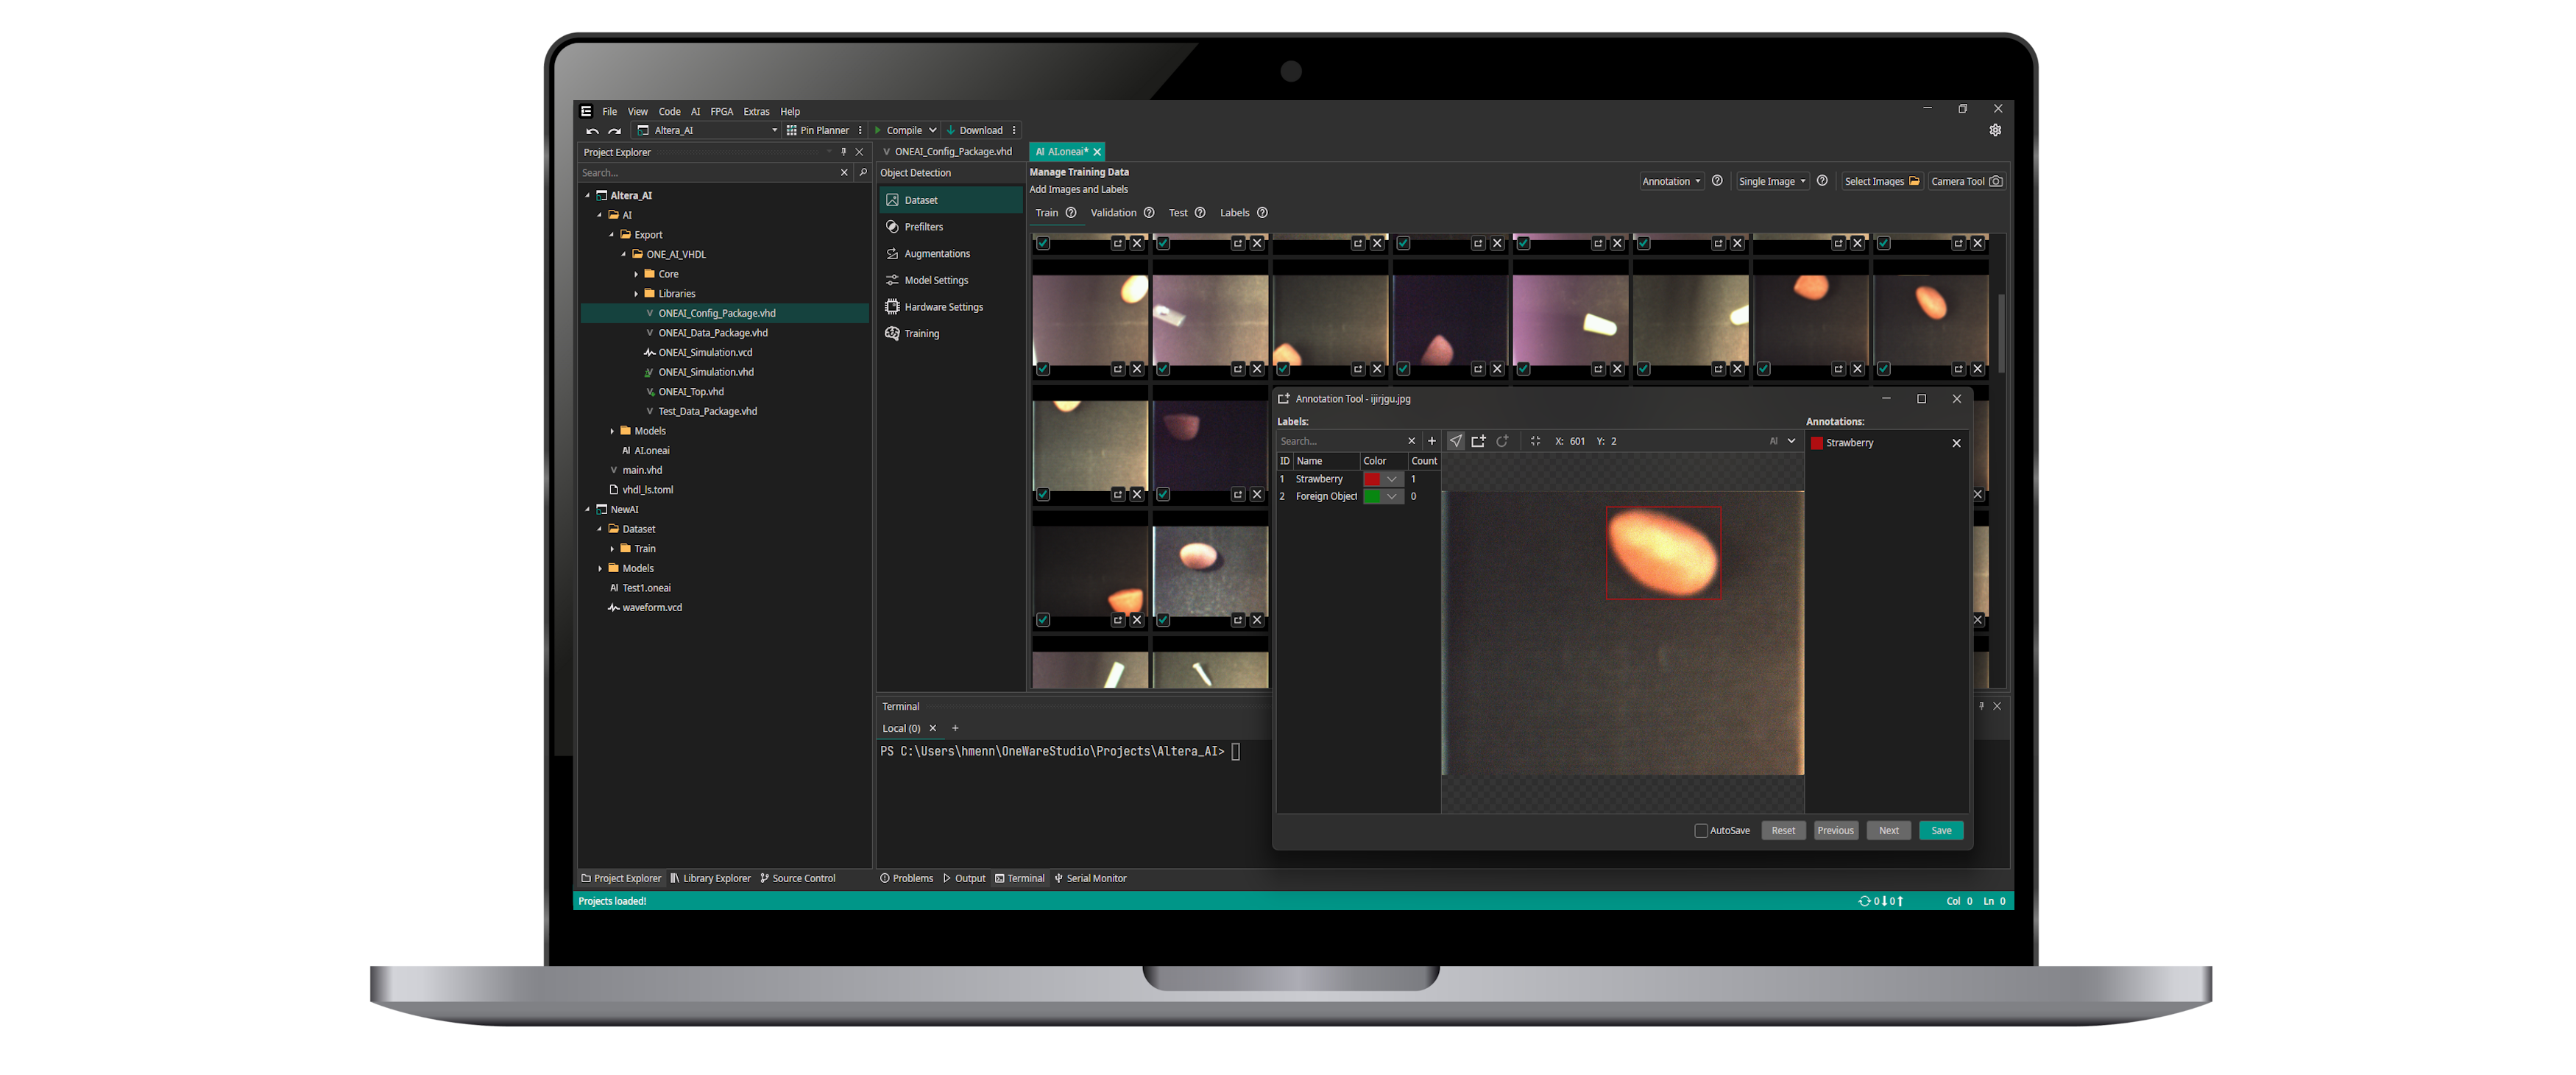 File View Code AI FPGA Extras Help
Altera_AI Pin Planner Compile Download
Project Explorer
Search...
Altera_AI
AI
Export
ONE_AI_VHDL
Core
Libraries
ONEAI_Config_Package.vhd
ONEAI_Data_Package.vhd
ONEAI_Simulation.vcd
ONEAI_Simulation.vhd
ONEAI_Top.vhd
Test_Data_Package.vhd
Models
AI AI.oneai
main.vhd
vhdl_ls.toml
NewAI
Dataset
Train
Models
AI Test1.oneai
waveform.vcd
Project Explorer Library Explorer Source Control
ONEAI_Config_Package.vhd AI AI.oneai*
Object Detection
Dataset
Prefilters
Augmentations
Model Settings
Hardware Settings
Training
Manage Training Data
Add Images and Labels
Annotation Single Image Select Images Camera Tool
Train Validation Test Labels
Annotation Tool - ijirjgu.jpg
Labels:
Search...
X: 601 Y: 2 AI
ID Name Color Count
1 Strawberry 1
2 Foreign Object 0
Annotations:
Strawberry
AutoSave Reset Previous Next Save
Terminal
Local (0)
PS C:\Users\hmenn\OneWareStudio\Projects\Altera_AI>
Problems Output Terminal Serial Monitor
Projects loaded!
0 0 Col 0 Ln 0